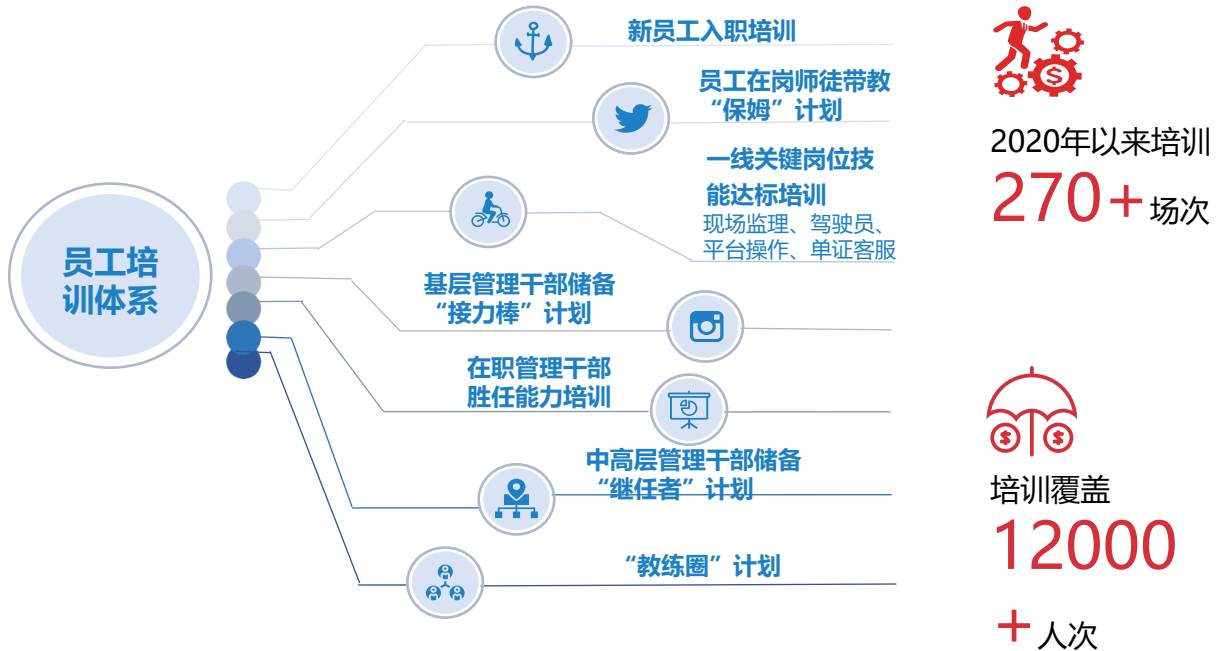 员工培
训体系
新员工入职培训
员工在岗师徒带教
“保姆”计划
一线关键岗位技
能达标培训
现场监理、驾驶员、
平台操作、单证客服
基层管理干部储备
“接力棒”计划
在职管理干部
胜任能力培训
中高层管理干部储备
“继任者”计划
“教练圈”计划
2020年以来培训
270+场次
培训覆盖
12000
+人次